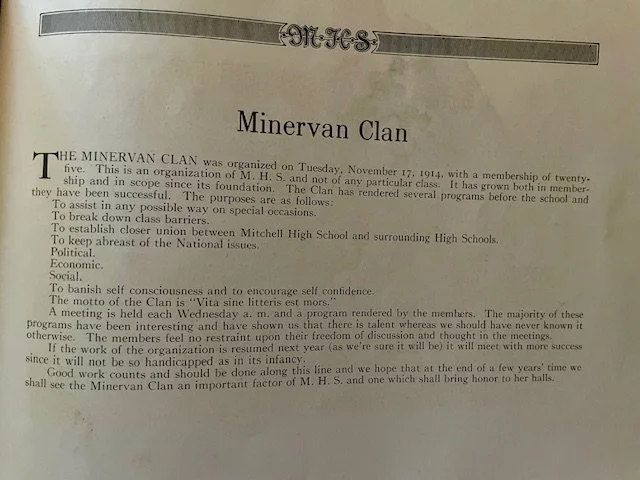 M·H·S·
Minervan Clan
THE MINERVAN CLAN was organized on Tuesday, November 17, 1914, with a membership of twenty-
five. This is an organization of M. H. S. and not of any particular class. It has grown both in member-
ship and in scope since its foundation. The Clan has rendered several programs before the school and
they have been successful. The purposes are as follows:
To assist in any possible way on special occasions.
To break down class barriers.
To establish closer union between Mitchell High School and surrounding High Schools.
To keep abreast of the National issues.
Political.
Economic.
Social.
To banish self consciousness and to encourage self confidence.
The motto of the Clan is “Vita sine litteris est mors.”
A meeting is held each Wednesday a. m. and a program rendered by the members. The majority of these
programs have been interesting and have shown us that there is talent whereas we should have never known it
otherwise. The members feel no restraint upon their freedom of discussion and thought in the meetings.
If the work of the organization is resumed next year (as we're sure it will be) it will meet with more success
since it will not be so handicapped as in its infancy.
Good work counts and should be done along this line and we hope that at the end of a few years' time we
shall see the Minervan Clan an important factor of M. H. S. and one which shall bring honor to her halls.